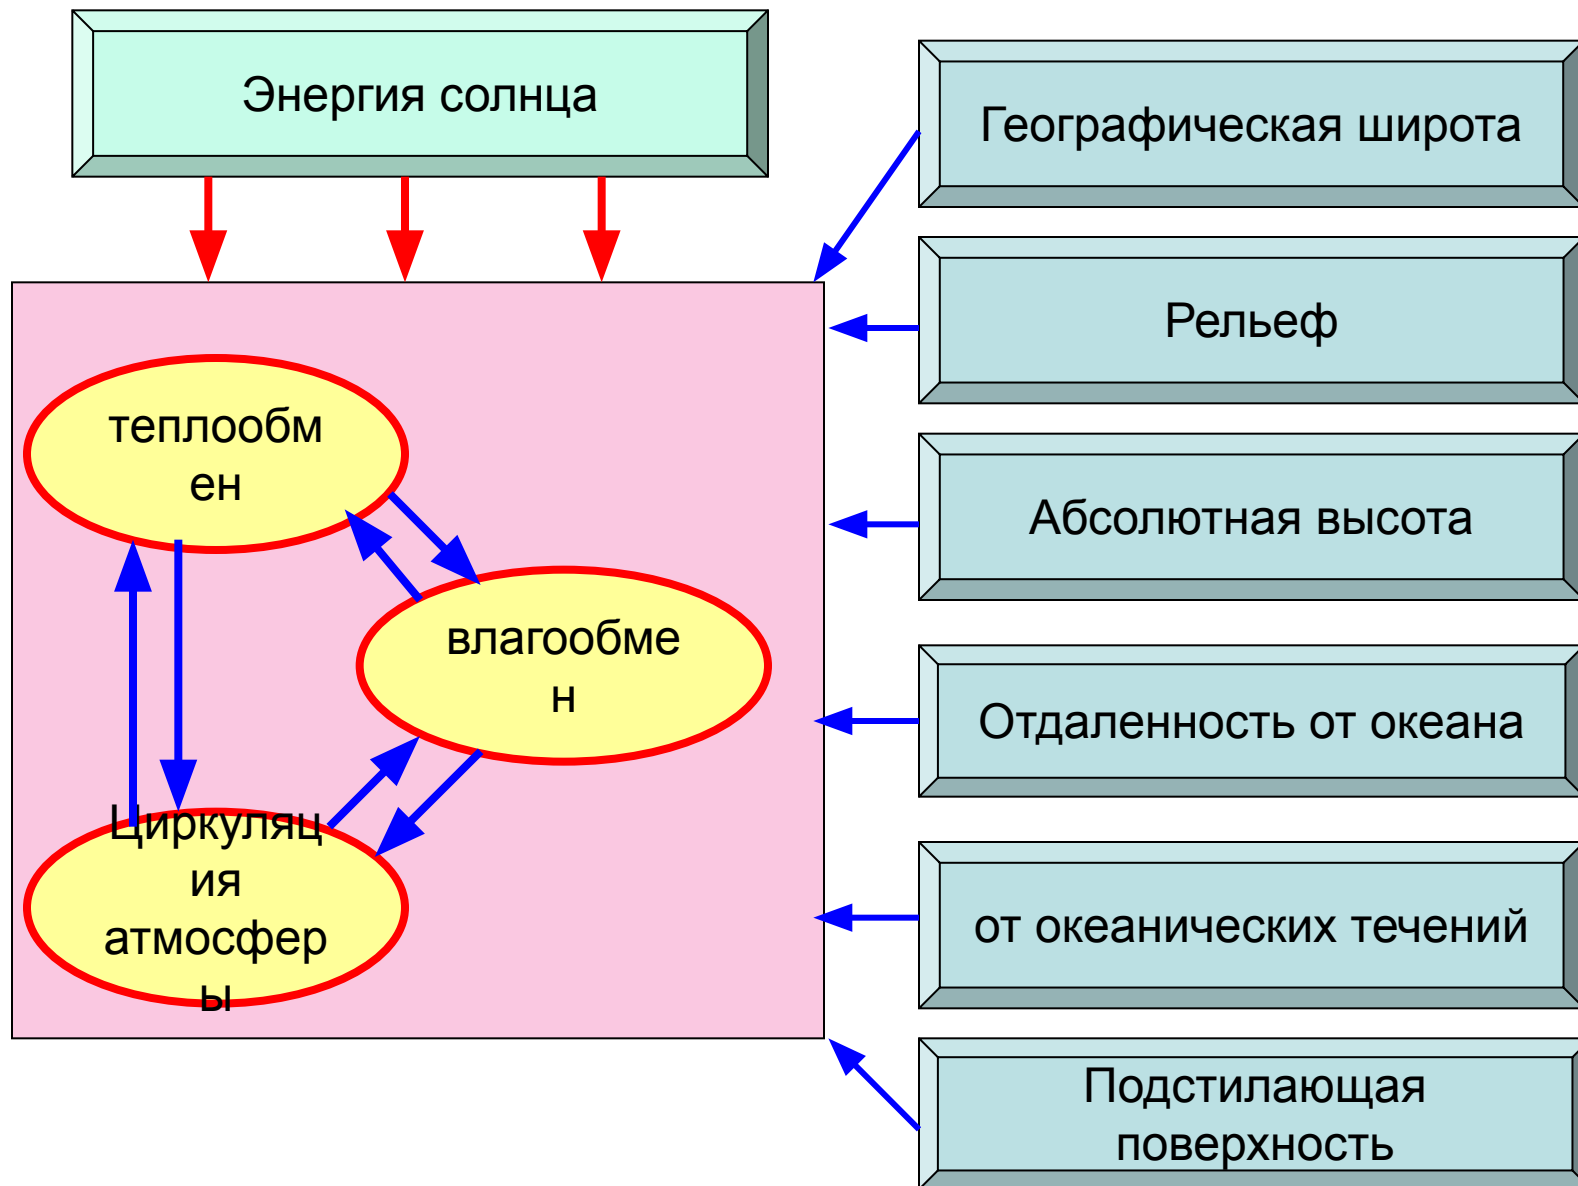 Энергия солнца
теплообм
ен
влагообме
н
Циркуляц
ия
атмосфер
ы
Географическая широта
Рельеф
Абсолютная высота
Отдаленность от океана
от океанических течений
Подстилающая
поверхность